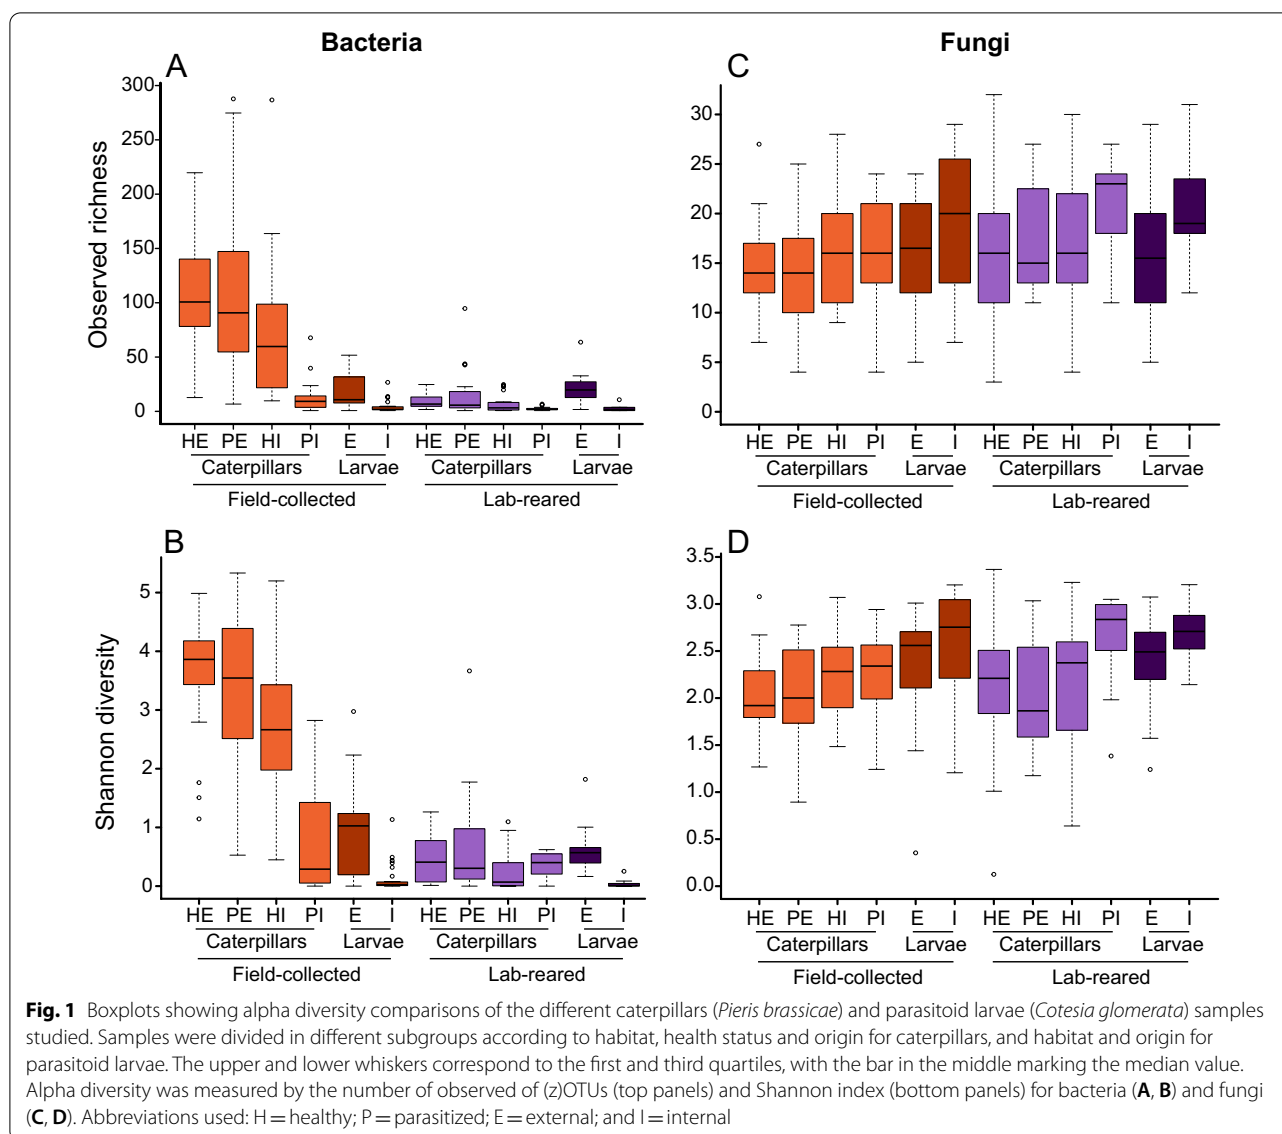 Bacteria
Fungi
A
300
250
200
150
100
50
0
Observed richness
HE PE HI PI E I HE PE HI PI E I
Caterpillars Larvae Caterpillars Larvae
Field-collected Lab-reared
C
30
25
20
15
10
5
0
HE PE HI PI E I HE PE HI PI E I
Caterpillars Larvae Caterpillars Larvae
Field-collected Lab-reared
B
5
4
3
2
1
0
Shannon diversity
HE PE HI PI E I HE PE HI PI E I
Caterpillars Larvae Caterpillars Larvae
Field-collected Lab-reared
D
3.5
3.0
2.5
2.0
1.5
1.0
0.5
0.0
HE PE HI PI E I HE PE HI PI E I
Caterpillars Larvae Caterpillars Larvae
Field-collected Lab-reared
Fig. 1 Boxplots showing alpha diversity comparisons of the different caterpillars (Pieris brassicae) and parasitoid larvae (Cotesia glomerata) samples
studied. Samples were divided in different subgroups according to habitat, health status and origin for caterpillars, and habitat and origin for
parasitoid larvae. The upper and lower whiskers correspond to the first and third quartiles, with the bar in the middle marking the median value.
Alpha diversity was measured by the number of observed of (z)OTUs (top panels) and Shannon index (bottom panels) for bacteria (A, B) and fungi
(C, D). Abbreviations used: H = healthy; P = parasitized; E = external; and I = internal